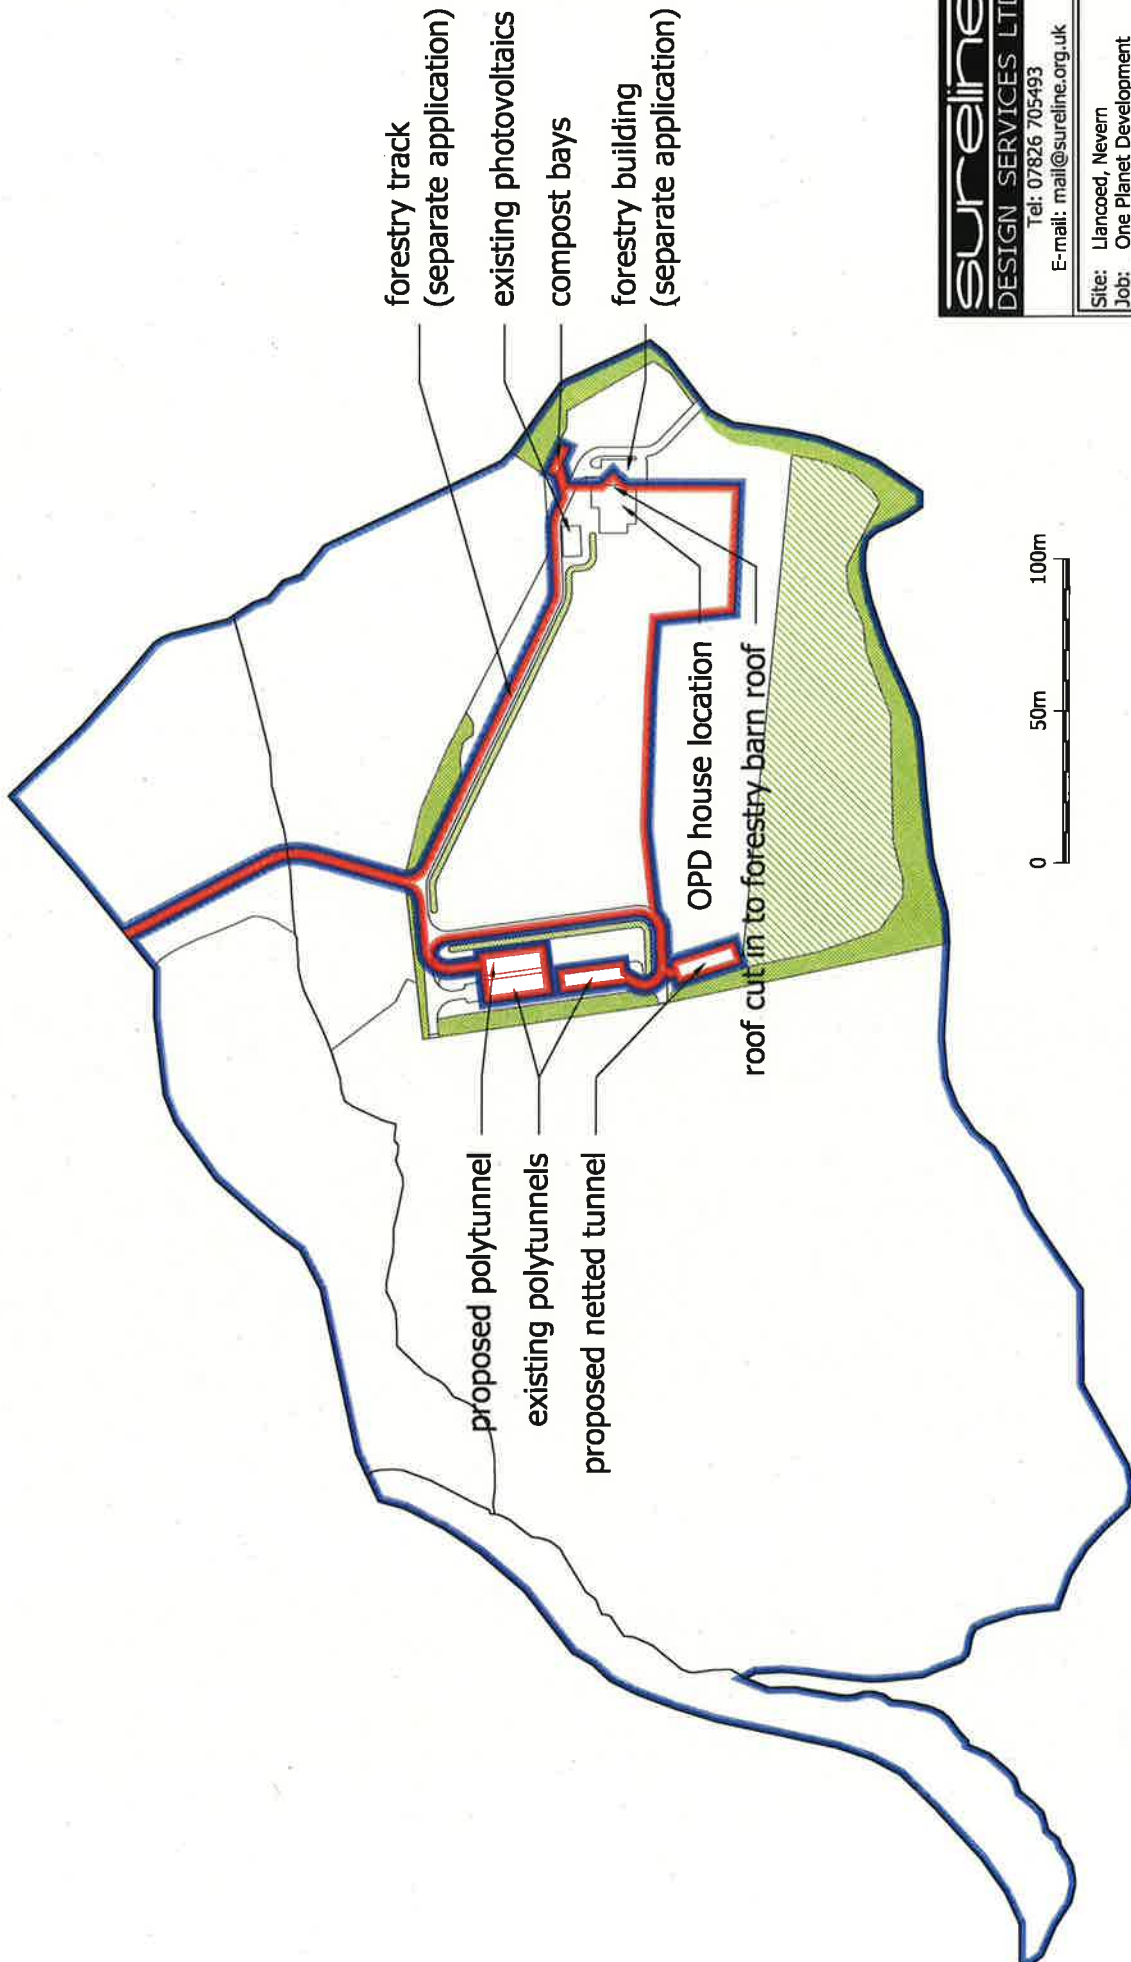 forestry track
(separate application)
existing photovoltaics
compost bays
forestry building
(separate application)
OPD house location
roof cut in to forestry barn roof
proposed polytunnel
existing polytunnels
proposed netted tunnel
0 50m 100m
sureline
DESIGN SERVICES LTD
Tel: 07826 705493
E-mail: mail@sureline.org.uk
Site: Llancoed, Nevern
Job: One Planet Development